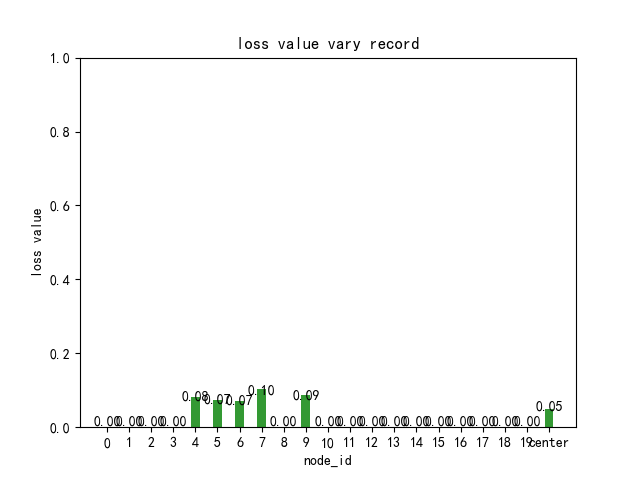 loss value vary record
1.0
0.8
0.6
0.4
0.2
0.0
loss value
0.00 0.00 0.00 0.00 0.08 0.07 0.07 0.10 0.00 0.09 0.00 0.00 0.00 0.00 0.00 0.00 0.00 0.00 0.00 0.00 0.05
0 1 2 3 4 5 6 7 8 9 10 11 12 13 14 15 16 17 18 19 center
node_id